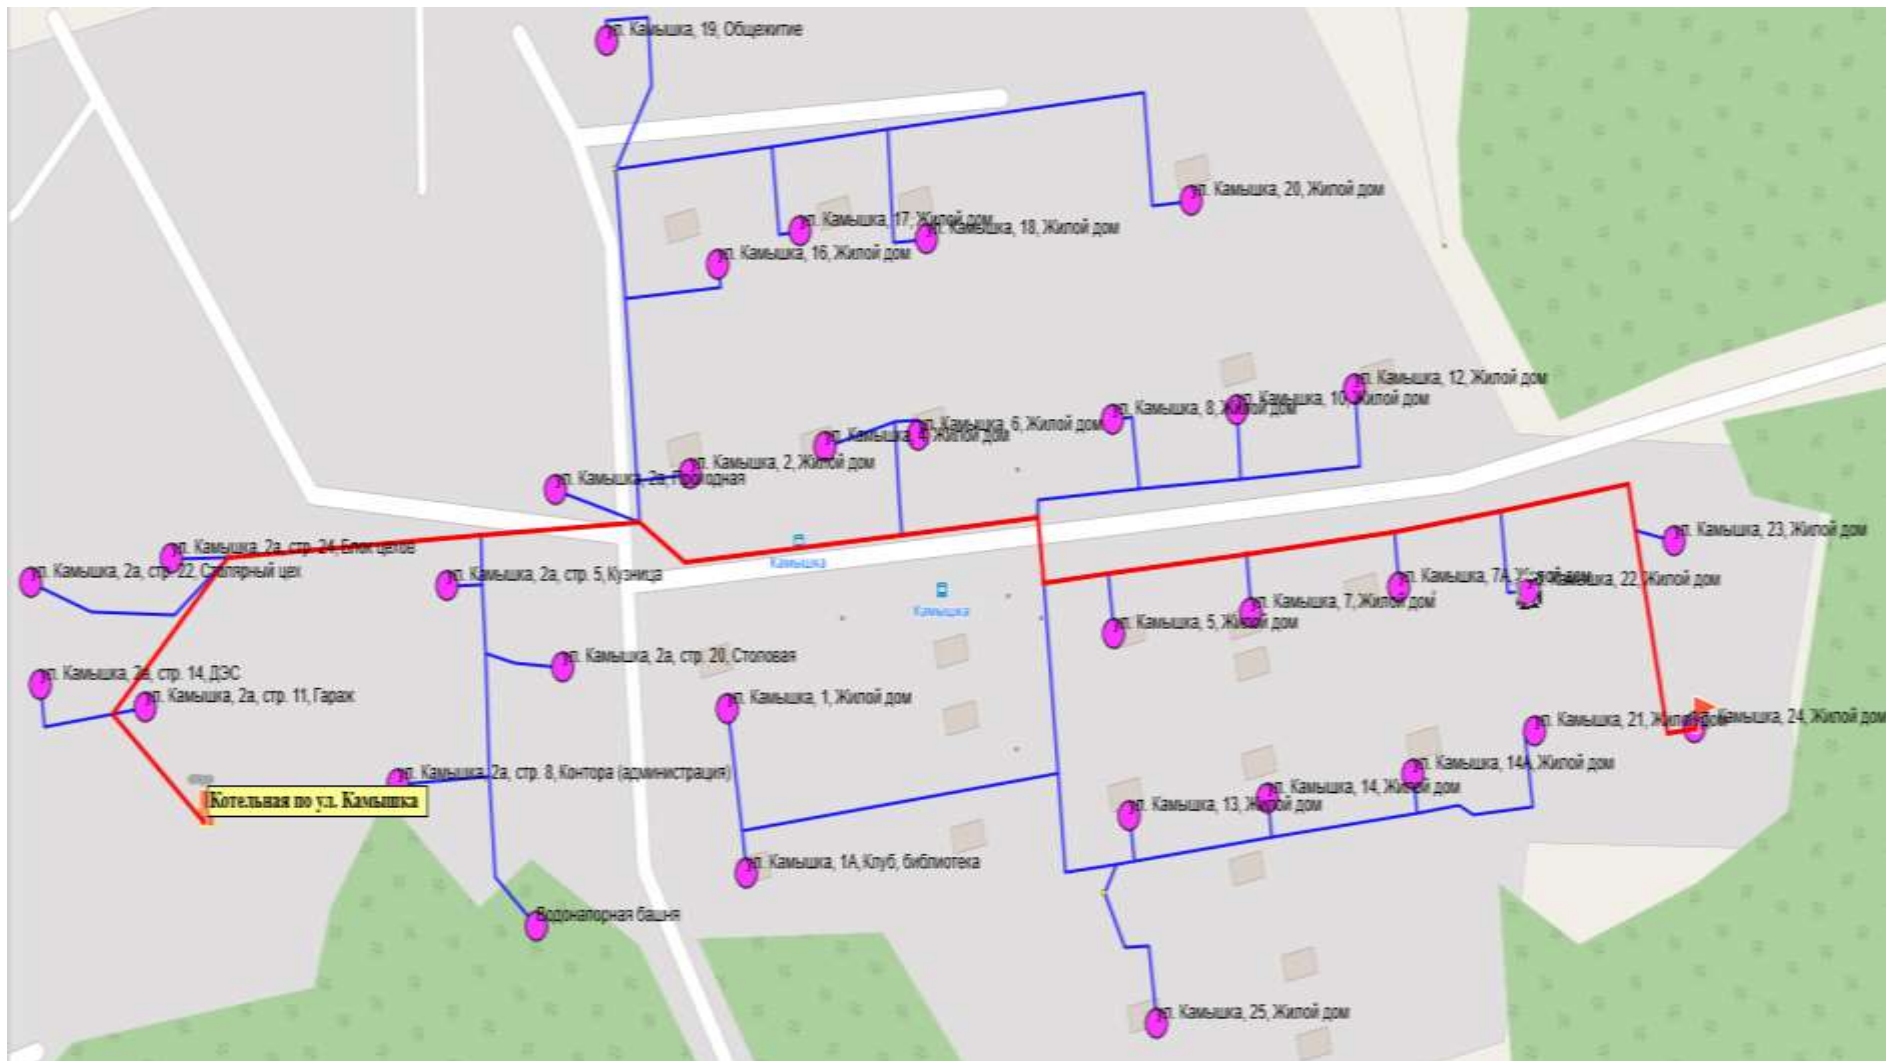 ул. Камышка, 19, Общежитие
ул. Камышка, 20, Жилой дом
ул. Камышка, 17, Жилой дом
ул. Камышка, 18, Жилой дом
ул. Камышка, 16, Жилой дом
ул. Камышка, 12, Жилой дом
ул. Камышка, 10, Жилой дом
ул. Камышка, 8, Жилой дом
ул. Камышка, 6, Жилой дом
ул. Камышка, 4, Жилой дом
ул. Камышка, 2, Жилой дом
ул. Камышка, 2а, Проходная
ул. Камышка, 23, Жилой дом
ул. Камышка, 2а, стр. 24, Блок цехов
Камышка
ул. Камышка, 2а, стр. 22, Столярный цех
ул. Камышка, 2а, стр. 5, Кузница
ул. Камышка, 7А, Жилой дом
ул. Камышка, 22, Жилой дом
ул. Камышка, 7, Жилой дом
Камышка
ул. Камышка, 5, Жилой дом
ул. Камышка, 2а, стр. 20, Столовая
ул. Камышка, 2а, стр. 14, ДЭС
ул. Камышка, 2а, стр. 11, Гараж
ул. Камышка, 1, Жилой дом
ул. Камышка, 21, Жилой дом
Камышка, 24, Жилой дом
ул. Камышка, 14А, Жилой дом
ул. Камышка, 2а, стр. 8, Контора (администрация)
ул. Камышка, 14, Жилой дом
Котельная по ул. Камышка
ул. Камышка, 13, Жилой дом
ул. Камышка, 1А, Клуб, библиотека
Водонапорная башня
ул. Камышка, 25, Жилой дом